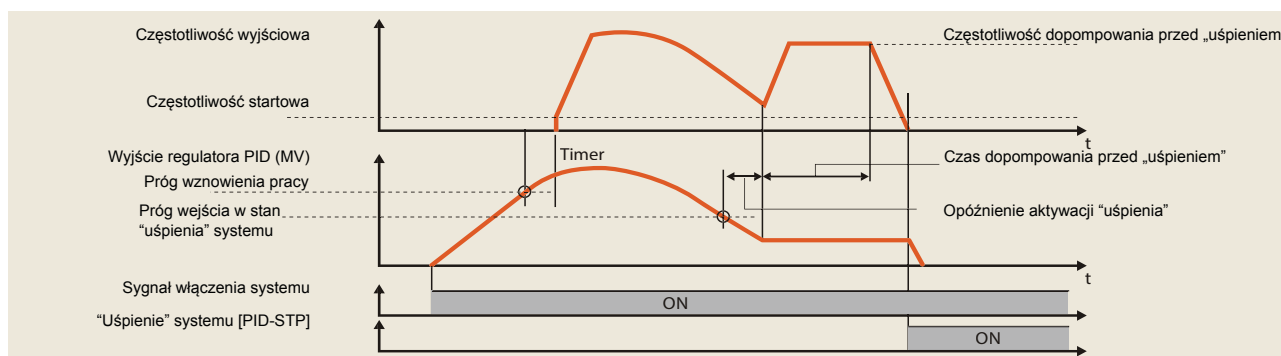 Częstotliwość wyjściowa
Częstotliwość dopompowania przed „uśpieniem
Częstotliwość startowa
t
Wyjście regulatora PID (MV)
Timer
Czas dopompowania przed „uśpieniem”
Próg wznowienia pracy
Próg wejścia w stan
“uśpienia” systemu
Opóźnienie aktywacji “uśpienia”
t
Sygnał włączenia systemu
ON
“Uśpienie” systemu [PID-STP]
ON